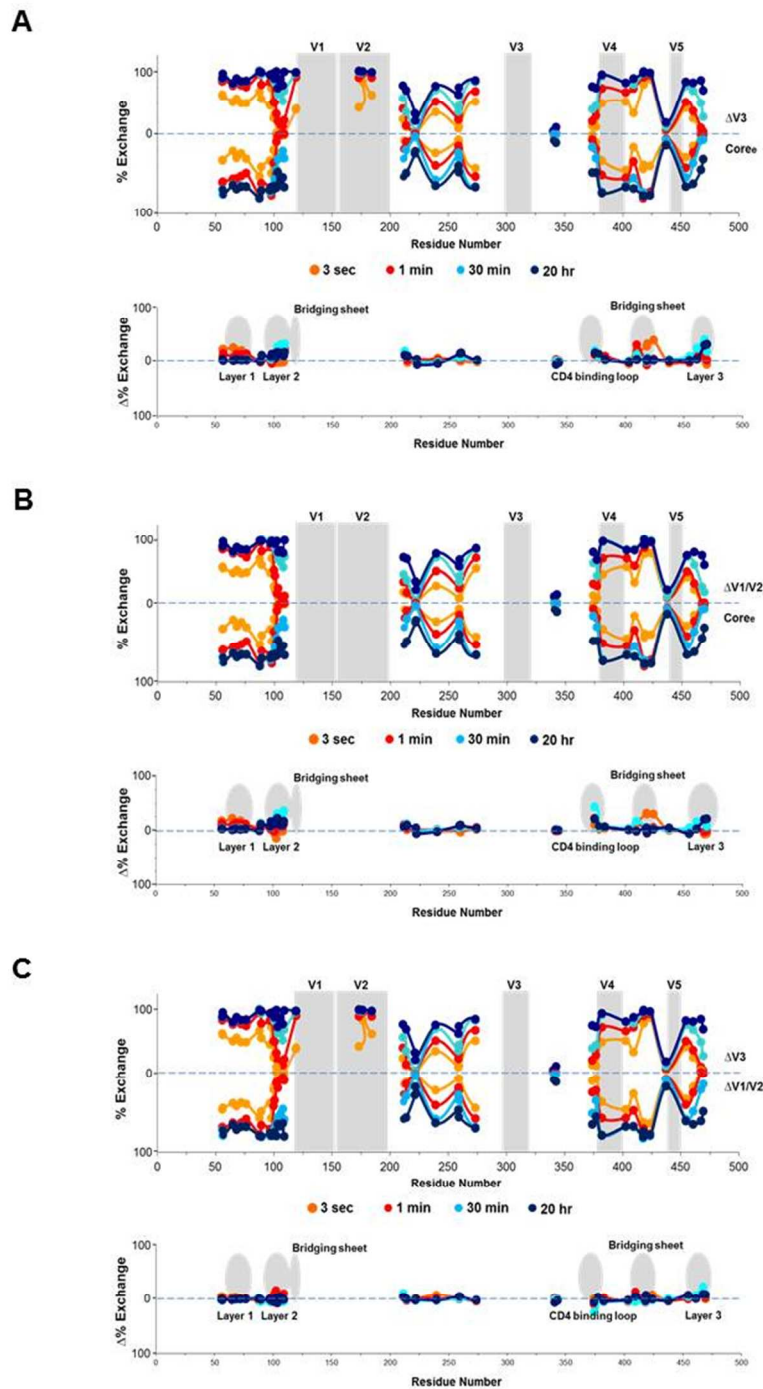 A
V1 V2 V3 V4 V5
100
0
100
% Exchange
ΔV3
Coree
0 50 100 150 200 250 300 350 400 450 500
Residue Number
3 sec 1 min 30 min 20 hr
100
0
100
Δ% Exchange
Bridging sheet Bridging sheet
Layer 1 Layer 2 CD4 binding loop Layer 3
0 50 100 150 200 250 300 350 400 450 500
Residue Number
B
V1 V2 V3 V4 V5
100
0
100
% Exchange
ΔV1/V2
Coree
0 50 100 150 200 250 300 350 400 450 500
Residue Number
3 sec 1 min 30 min 20 hr
100
0
100
Δ% Exchange
Bridging sheet Bridging sheet
Layer 1 Layer 2 CD4 binding loop Layer 3
0 50 100 150 200 250 300 350 400 450 500
Residue Number
C
V1 V2 V3 V4 V5
100
0
100
% Exchange
ΔV3
ΔV1/V2
0 50 100 150 200 250 300 350 400 450 500
Residue Number
3 sec 1 min 30 min 20 hr
100
0
100
Δ% Exchange
Bridging sheet Bridging sheet
Layer 1 Layer 2 CD4 binding loop Layer 3
0 50 100 150 200 250 300 350 400 450 500
Residue Number